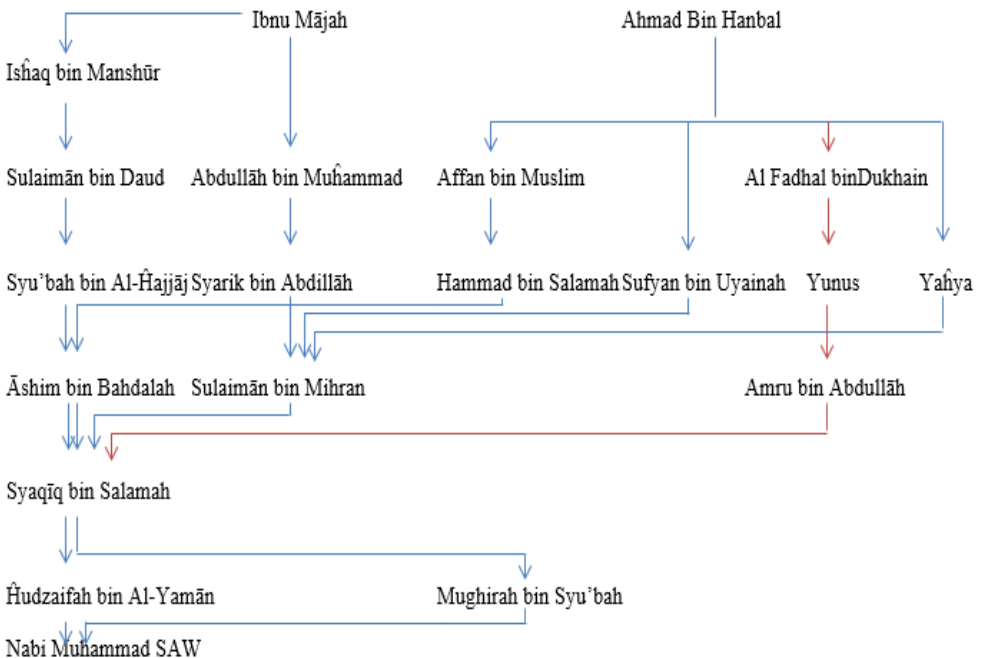 Ibnu Mājah Ahmad Bin Hanbal
Isĥaq bin Manshūr
Sulaimān bin Daud Abdullāh bin Muĥammad Affan bin Muslim Al Fadhal binDukhain
Syu’bah bin Al-Ĥajjāj Syarik bin Abdillāh Hammad bin Salamah Sufyan bin Uyainah Yunus Yaĥya
Āshim bin Bahdalah Sulaimān bin Mihran Amru bin Abdullāh
Syaqīq bin Salamah
Ĥudzaifah bin Al-Yamān Mughirah bin Syu’bah
Nabi Muhammad SAW